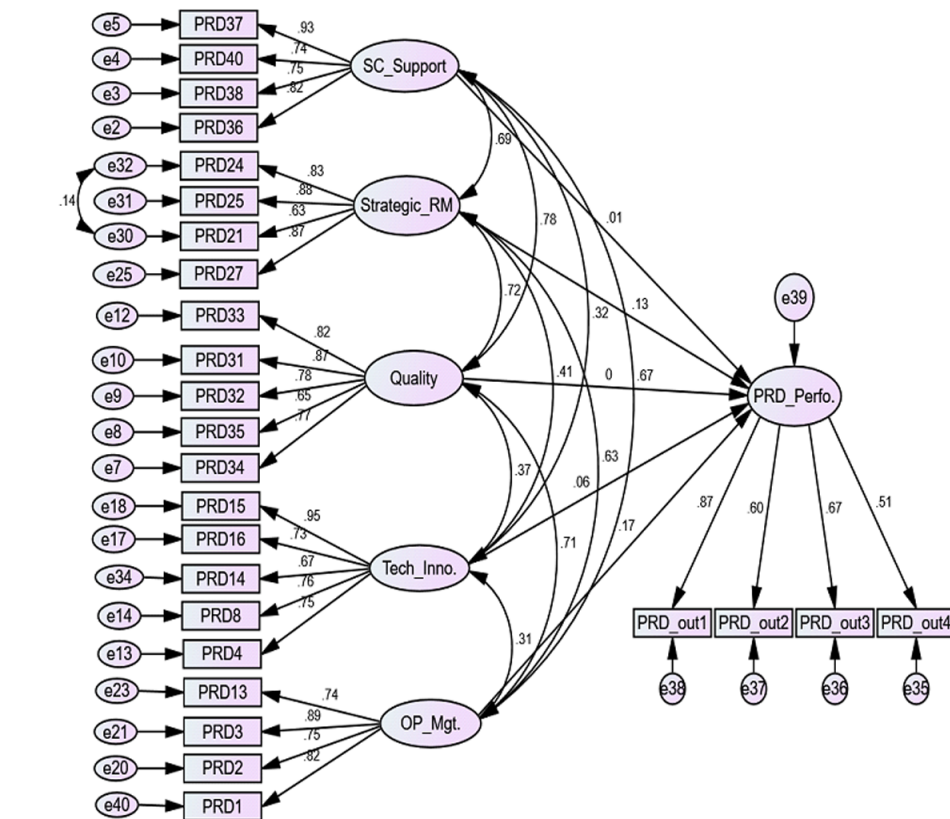 e5 PRD37 .93
e4 PRD40 .74
SC_Support
e3 PRD38 .75
e2 PRD36 .82
.69
e32 PRD24 .83
.14
e31 PRD25 .88
Strategic_RM
e30 PRD21 .63
e25 PRD27 .87
.78
.01
.72
.32
.13
e39
e12 PRD33 .82
e10 PRD31 .87
Quality
.41
0
.67
e9 PRD32 .78
PRD_Perfo.
e8 PRD35 .65
e7 PRD34 .77
.37
.63
.06
.87
.60
.67
.51
e18 PRD15 .95
e17 PRD16 .73
.71
.17
Tech_Inno.
e34 PRD14 .67
e14 PRD8 .76
e13 PRD4 .75
.31
PRD_out1 PRD_out2 PRD_out3 PRD_out4
e38 e37 e36 e35
e23 PRD13 .74
e21 PRD3 .89
OP_Mgt.
e20 PRD2 .75
e40 PRD1 .82